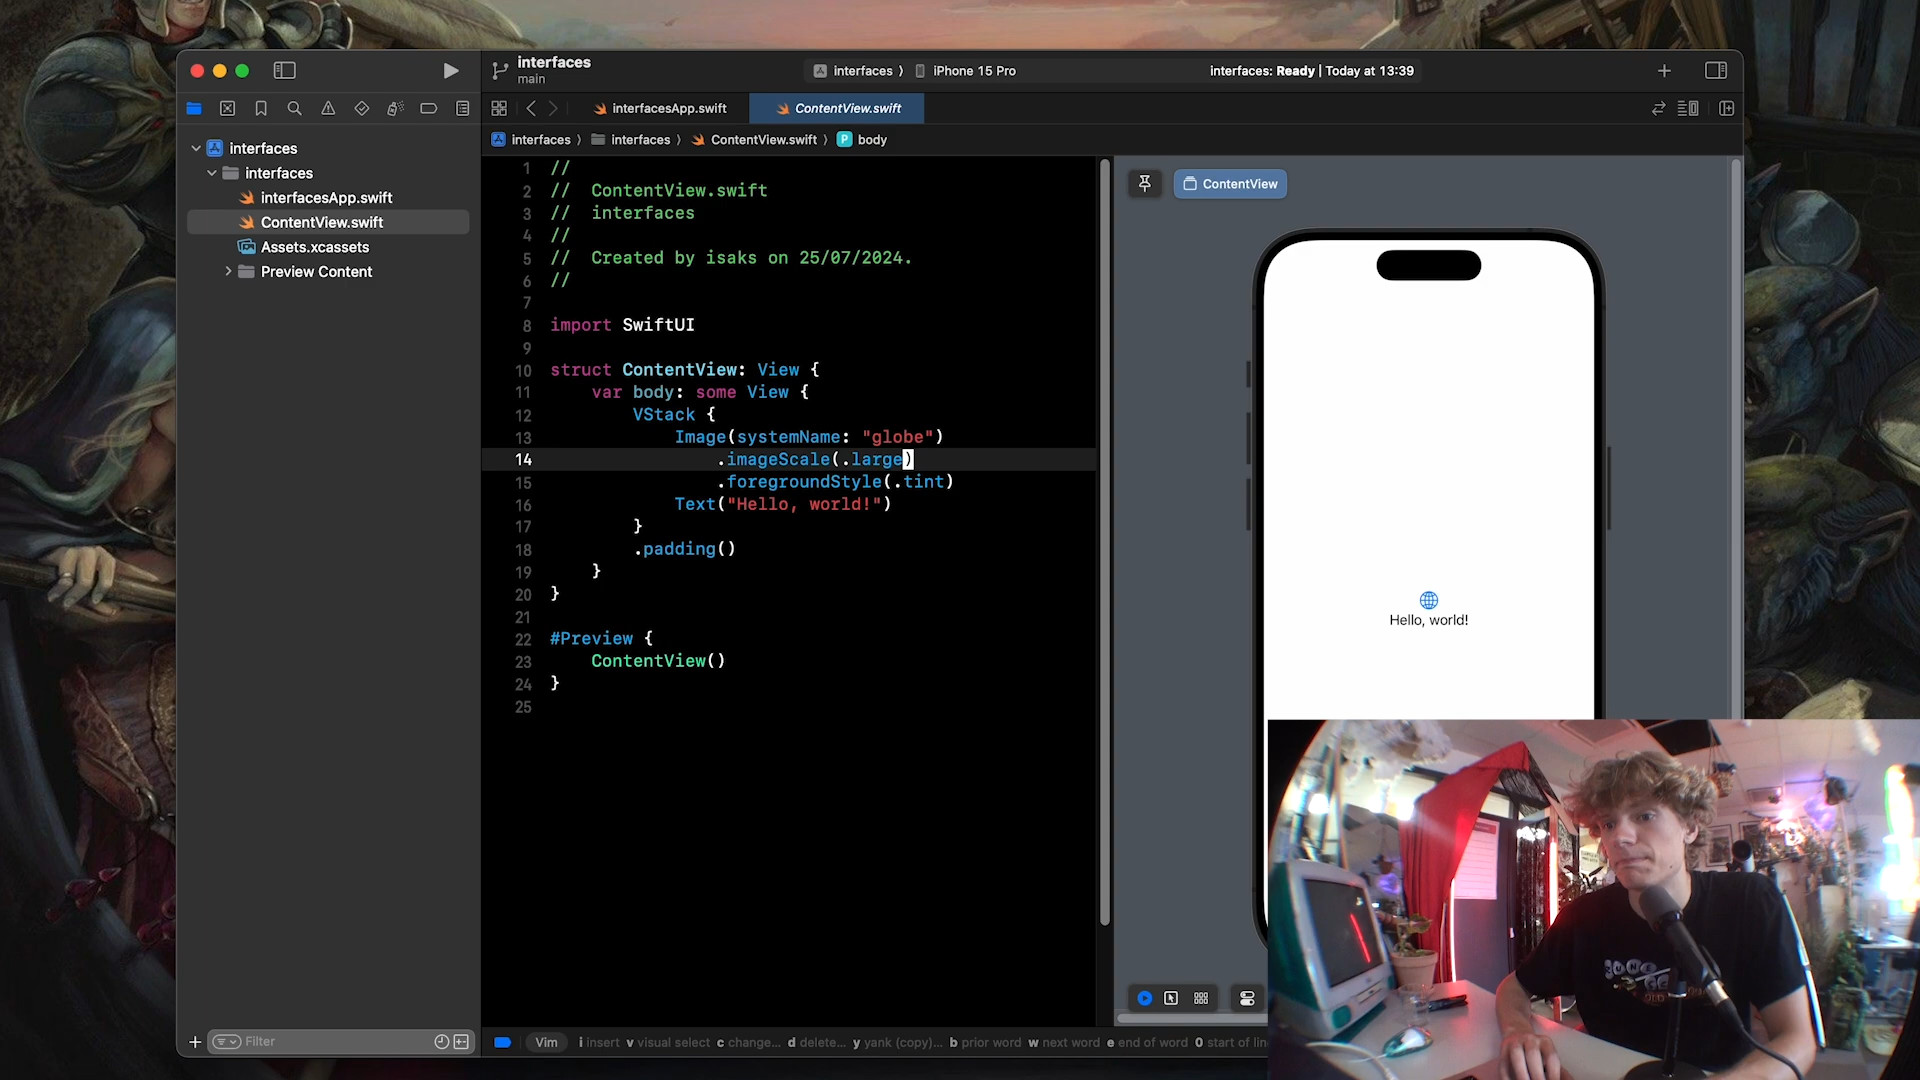 interfaces
main
interfaces
iPhone 15 Pro
interfaces: Ready | Today at 13:39
interfacesApp.swift
ContentView.swift
interfaces
interfaces
ContentView.swift
P
body
interfaces
interfaces
interfacesApp.swift
ContentView.swift
Assets.xcassets
Preview Content
1 //
2 //  ContentView.swift
3 //  interfaces
4 //
5 //  Created by isaks on 25/07/2024.
6 //
7
8 import SwiftUI
9
10 struct ContentView: View {
11     var body: some View {
12         VStack {
13             Image(systemName: "globe")
14                 .imageScale(.large)
15                 .foregroundStyle(.tint)
16             Text("Hello, world!")
17         }
18         .padding()
19     }
20 }
21
22 #Preview {
23     ContentView()
24 }
25
ContentView
Hello, world!
Filter
Vim
i insert v visual select c change... d delete... y yank (copy)... b prior word w next word e end of word 0 start of lin